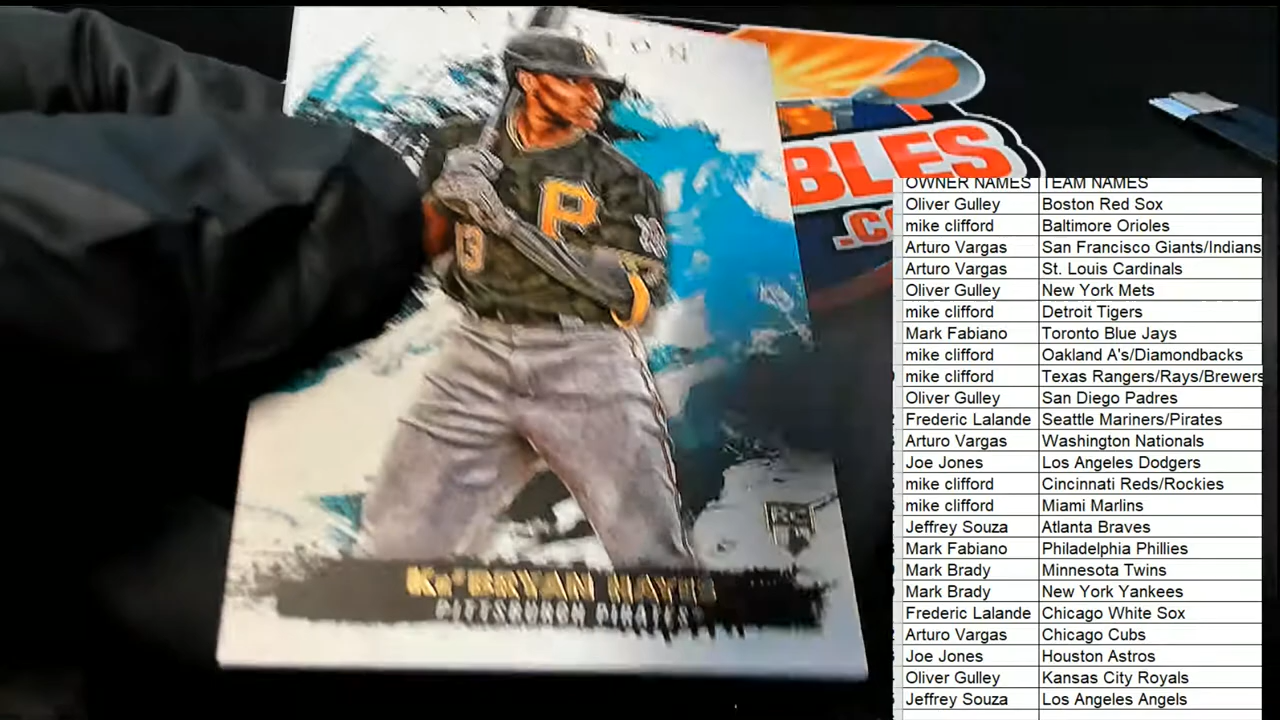 P
P
13
RC
Ke'BRYAN HAYES
PITTSBURGH PIRATES
BLES
.CO
OWNER NAMES TEAM NAMES
Oliver Gulley Boston Red Sox
mike clifford Baltimore Orioles
Arturo Vargas San Francisco Giants/Indians
Arturo Vargas St. Louis Cardinals
Oliver Gulley New York Mets
mike clifford Detroit Tigers
Mark Fabiano Toronto Blue Jays
mike clifford Oakland A's/Diamondbacks
mike clifford Texas Rangers/Rays/Brewers
Oliver Gulley San Diego Padres
Frederic Lalande Seattle Mariners/Pirates
Arturo Vargas Washington Nationals
Joe Jones Los Angeles Dodgers
mike clifford Cincinnati Reds/Rockies
mike clifford Miami Marlins
Jeffrey Souza Atlanta Braves
Mark Fabiano Philadelphia Phillies
Mark Brady Minnesota Twins
Mark Brady New York Yankees
Frederic Lalande Chicago White Sox
Arturo Vargas Chicago Cubs
Joe Jones Houston Astros
Oliver Gulley Kansas City Royals
Jeffrey Souza Los Angeles Angels